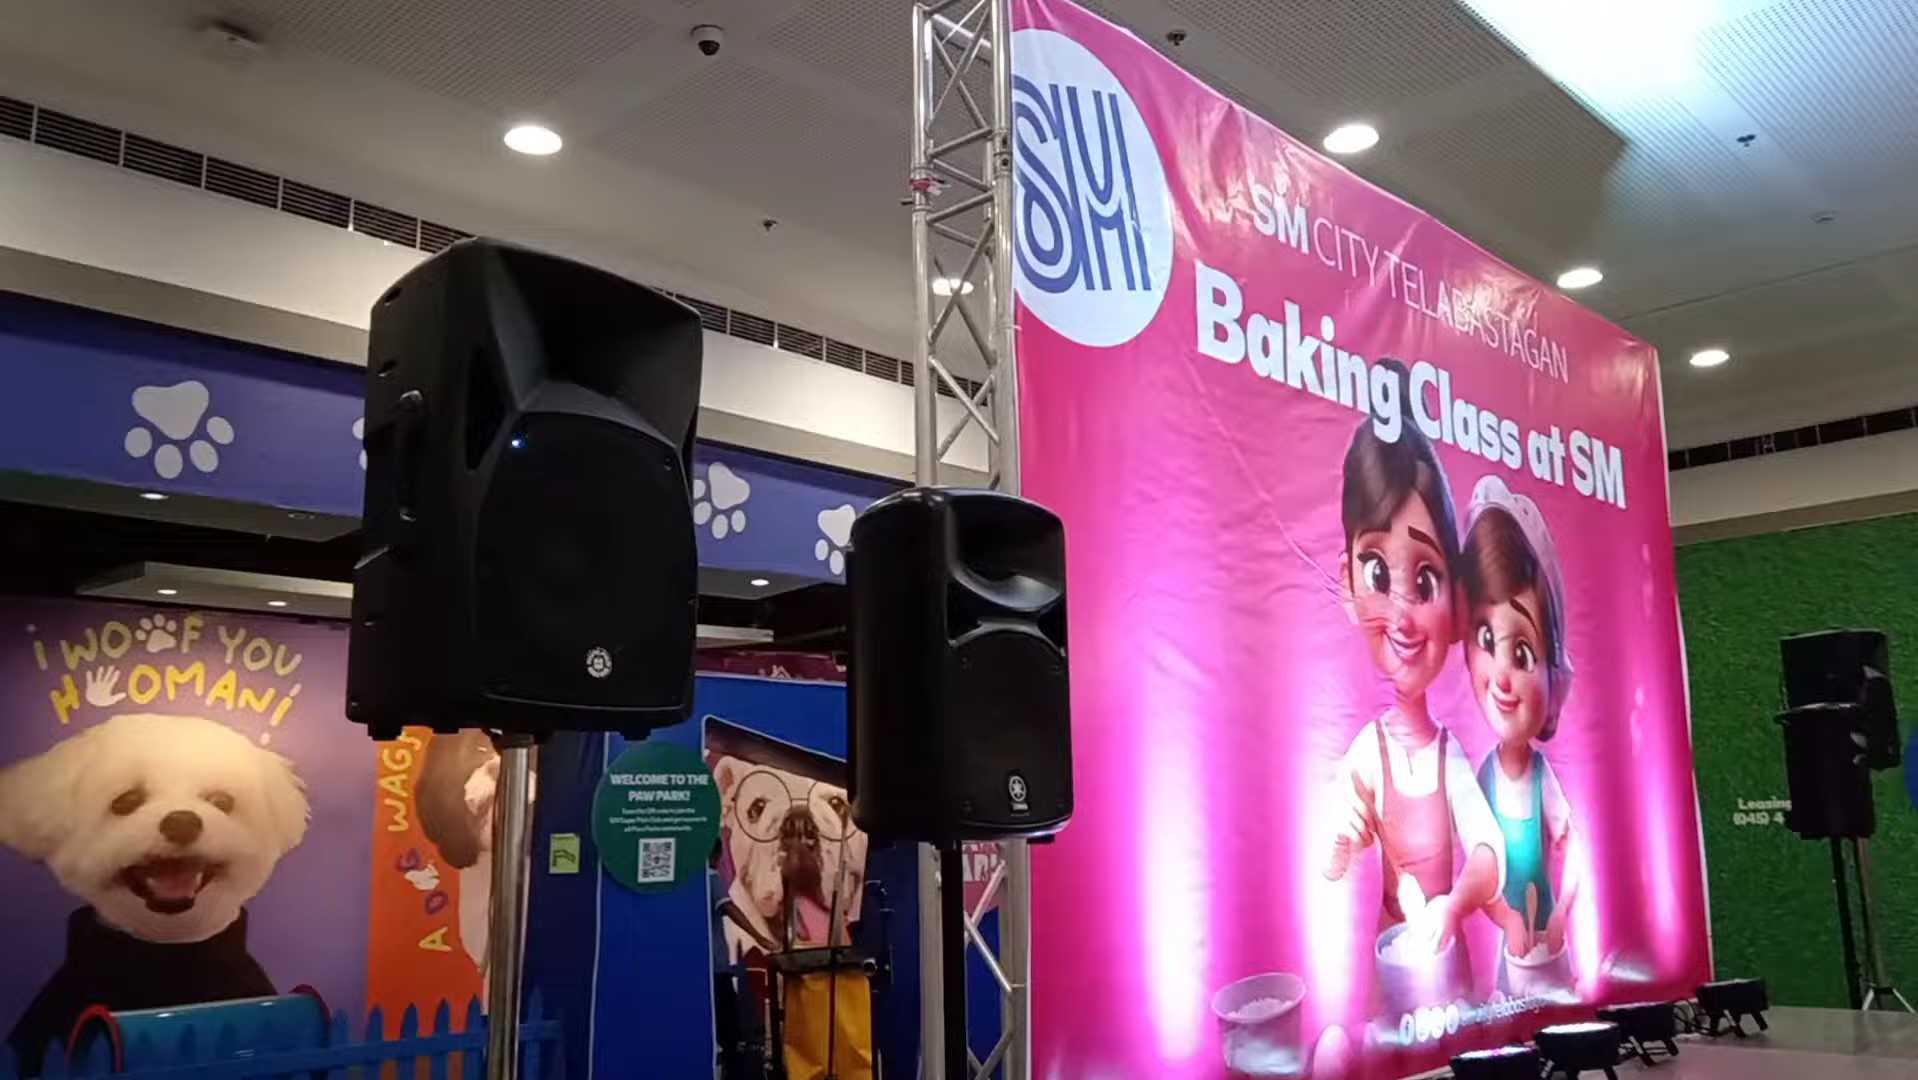 SM
SM CITY TELABASTAGAN
Baking Class at SM
i WOOF YOU
HOOMAN!
WELCOME TO THE
PAW PARK!
A DOG WAGS
Leasing
(045) 4